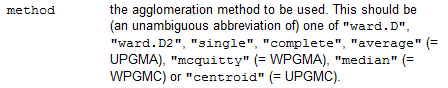 method the agglomeration method to be used. This should be
(an unambiguous abbreviation of) one of "ward.D",
"ward.D2", "single", "complete", "average" (=
UPGMA), "mcquitty" (= WPGMA), "median" (=
WPGMC) or "centroid" (= UPGMC).